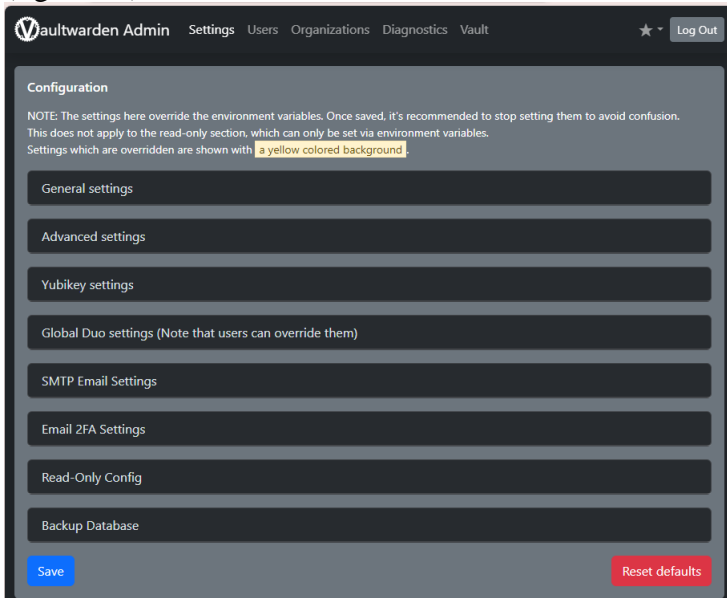 Vaultwarden Admin Settings Users Organizations Diagnostics Vault Log Out
Configuration
NOTE: The settings here override the environment variables. Once saved, it's recommended to stop setting them to avoid confusion.
This does not apply to the read-only section, which can only be set via environment variables.
Settings which are overridden are shown with a yellow colored background.
General settings
Advanced settings
Yubikey settings
Global Duo settings (Note that users can override them)
SMTP Email Settings
Email 2FA Settings
Read-Only Config
Backup Database
Save Reset defaults